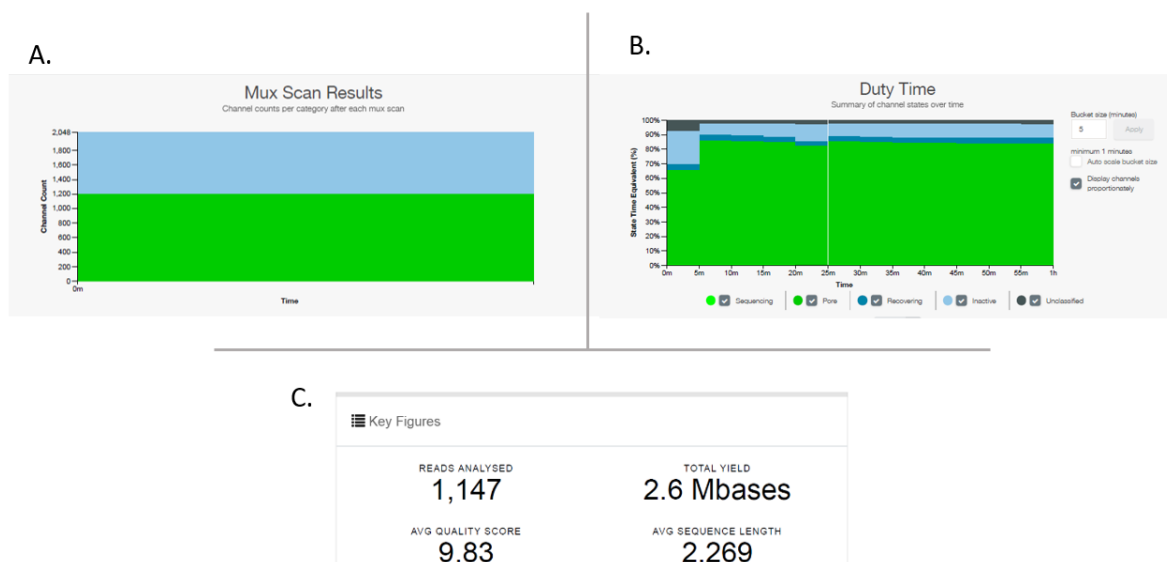 A.
Mux Scan Results
Channel counts per category after each mux scan
Channel Count
2,048
1,800
1,600
1,400
1,200
1,000
800
600
400
200
0
0m
Time
B.
Duty Time
Summary of channel states over time
State Time Equivalent (%)
100%
90%
80%
70%
60%
50%
40%
30%
20%
10%
0%
0m 5m 10m 15m 20m 25m 30m 35m 40m 45m 50m 55m 1h
Time
Sequencing Pore Recovering Inactive Unclassified
Bucket size (minutes)
5 Apply
minimum 1 minutes
Auto scale bucket size
Display channels
proportionately
C.
Key Figures
READS ANALYSED TOTAL YIELD
1,147 2.6 Mbases
AVG QUALITY SCORE AVG SEQUENCE LENGTH
9.83 2,269